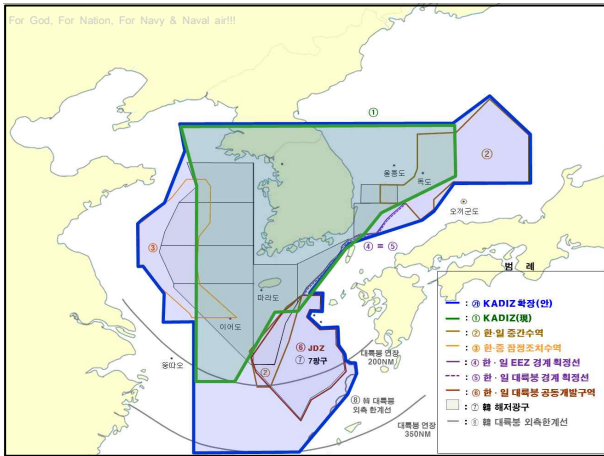 For God, For Nation, For Navy & Naval air!!!
①
②
울릉도
독도
오끼군도
③
④ = ⑤
마라도
이어도
⑥ JDZ
⑦ 7광구
②
대륙붕 연장
200NM
퉁따오
⑧ 韓 대륙붕
외측 한계선
대륙붕 연장
350NM
범 례
: ㉮ KADIZ 확장(안)
: ① KADIZ(現)
: ② 한·일 중간수역
: ③ 한·중 잠정조치수역
: ④ 한·일 EEZ 경계 획정선
: ⑤ 한·일 대륙붕 경계 획정선
: ⑥ 한·일 대륙붕 공동개발구역
: ⑦ 韓 해저광구
: ⑧ 韓 대륙붕 외측 한계선